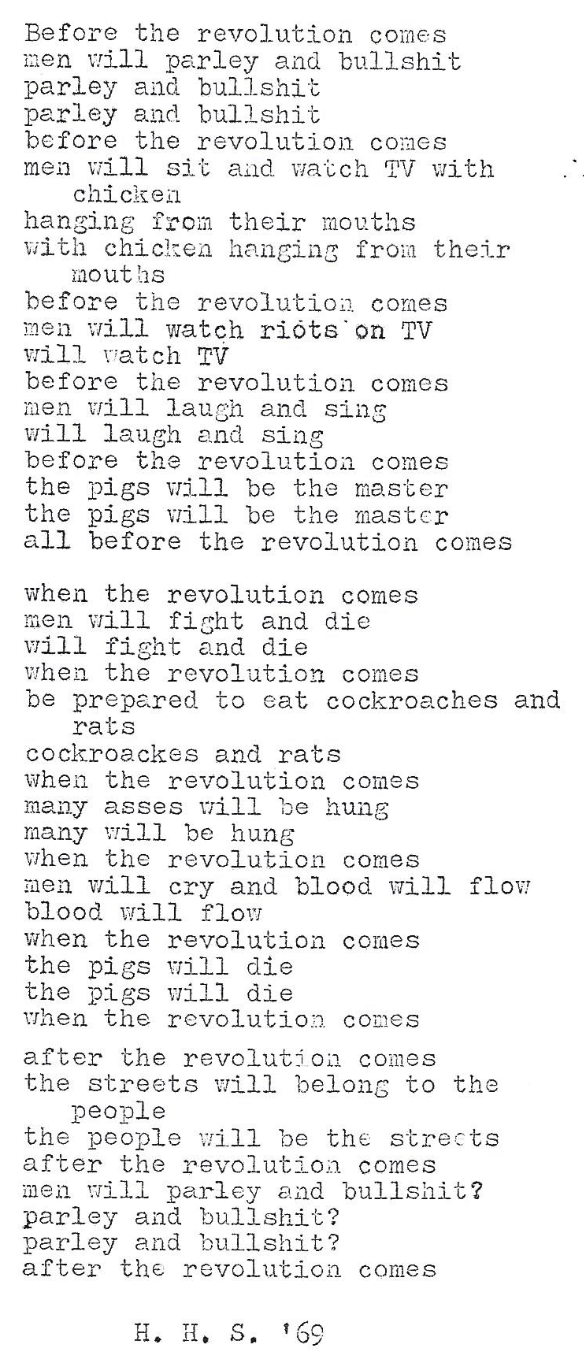 Before the revolution comes
men will parley and bullshit
parley and bullshit
parley and bullshit
before the revolution comes
men will sit and watch TV with
chicken
hanging from their mouths
with chicken hanging from their
mouths
before the revolution comes
men will watch riots on TV
will watch TV
before the revolution comes
men will laugh and sing
will laugh and sing
before the revolution comes
the pigs will be the master
the pigs will be the master
all before the revolution comes

when the revolution comes
men will fight and die
will fight and die
when the revolution comes
be prepared to eat cockroaches and
rats
cockroackes and rats
when the revolution comes
many asses will be hung
many will be hung
when the revolution comes
men will cry and blood will flow
blood will flow
when the revolution comes
the pigs will die
the pigs will die
when the revolution comes

after the revolution comes
the streets will belong to the
people
the people will be the streets
after the revolution comes
men will parley and bullshit?
parley and bullshit?
parley and bullshit?
after the revolution comes

H. H. S. '69